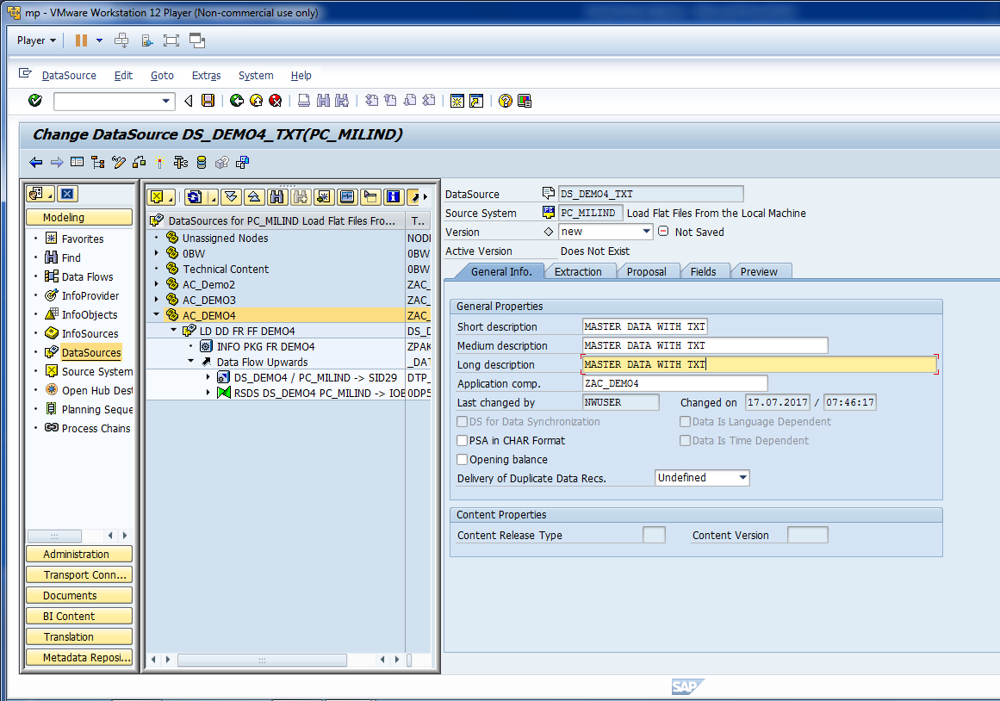 mp - VMware Workstation 12 Player (Non-commercial use only)
Player
DataSource Edit Goto Extras System Help
Change DataSource DS_DEMO4_TXT(PC_MILIND)
Modeling
Favorites
Find
Data Flows
InfoProvider
InfoObjects
InfoSources
DataSources
Source System
Open Hub Dest
Planning Seque
Process Chains
Administration
Transport Conn...
Documents
BI Content
Translation
Metadata Reposi...
DataSources for PC_MILIND Load Flat Files Fro... T..
Unassigned Nodes NODE
0BW 0BW
Technical Content 0BW
AC_Demo2 ZAC_
AC_DEMO3 ZAC_
AC_DEMO4 ZAC_
LD DD FR FF DEMO4 DS_D
INFO PKG FR DEMO4 ZPAK
Data Flow Upwards _DAT
DS_DEMO4 / PC_MILIND -> SID29 DTP_
RSDS DS_DEMO4 PC_MILIND -> IOB 0DP5
DataSource DS_DEMO4_TXT
Source System PC_MILIND Load Flat Files From the Local Machine
Version new Not Saved
Active Version Does Not Exist
General Info. Extraction Proposal Fields Preview
General Properties
Short description MASTER DATA WITH TXT
Medium description MASTER DATA WITH TXT
Long description MASTER DATA WITH TXT
Application comp. ZAC_DEMO4
Last changed by NWUSER Changed on 17.07.2017 / 07:46:17
DS for Data Synchronization Data Is Language Dependent
PSA in CHAR Format Data Is Time Dependent
Opening balance
Delivery of Duplicate Data Recs. Undefined
Content Properties
Content Release Type Content Version
SAP